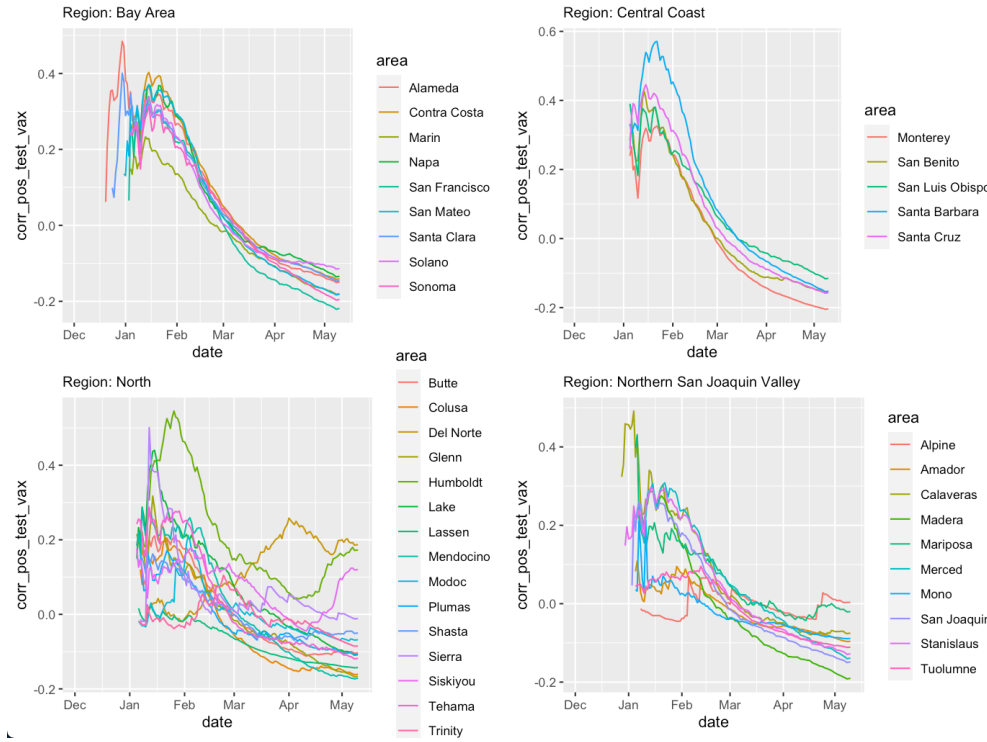 Region: Bay Area
corr_pos_test_vax
0.4
0.2
0.0
-0.2
Dec
Jan
Feb
Mar
Apr
May
date
area
Alameda
Contra Costa
Marin
Napa
San Francisco
San Mateo
Santa Clara
Solano
Sonoma
Region: Central Coast
corr_pos_test_vax
0.6
0.4
0.2
0.0
-0.2
Dec
Jan
Feb
Mar
Apr
May
date
area
Monterey
San Benito
San Luis Obispo
Santa Barbara
Santa Cruz
Region: North
corr_pos_test_vax
0.4
0.2
0.0
-0.2
Dec
Jan
Feb
Mar
Apr
May
date
area
Butte
Colusa
Del Norte
Glenn
Humboldt
Lake
Lassen
Mendocino
Modoc
Plumas
Shasta
Sierra
Siskiyou
Tehama
Trinity
Region: Northern San Joaquin Valley
corr_pos_test_vax
0.4
0.2
0.0
-0.2
Dec
Jan
Feb
Mar
Apr
May
date
area
Alpine
Amador
Calaveras
Madera
Mariposa
Merced
Mono
San Joaquin
Stanislaus
Tuolumne